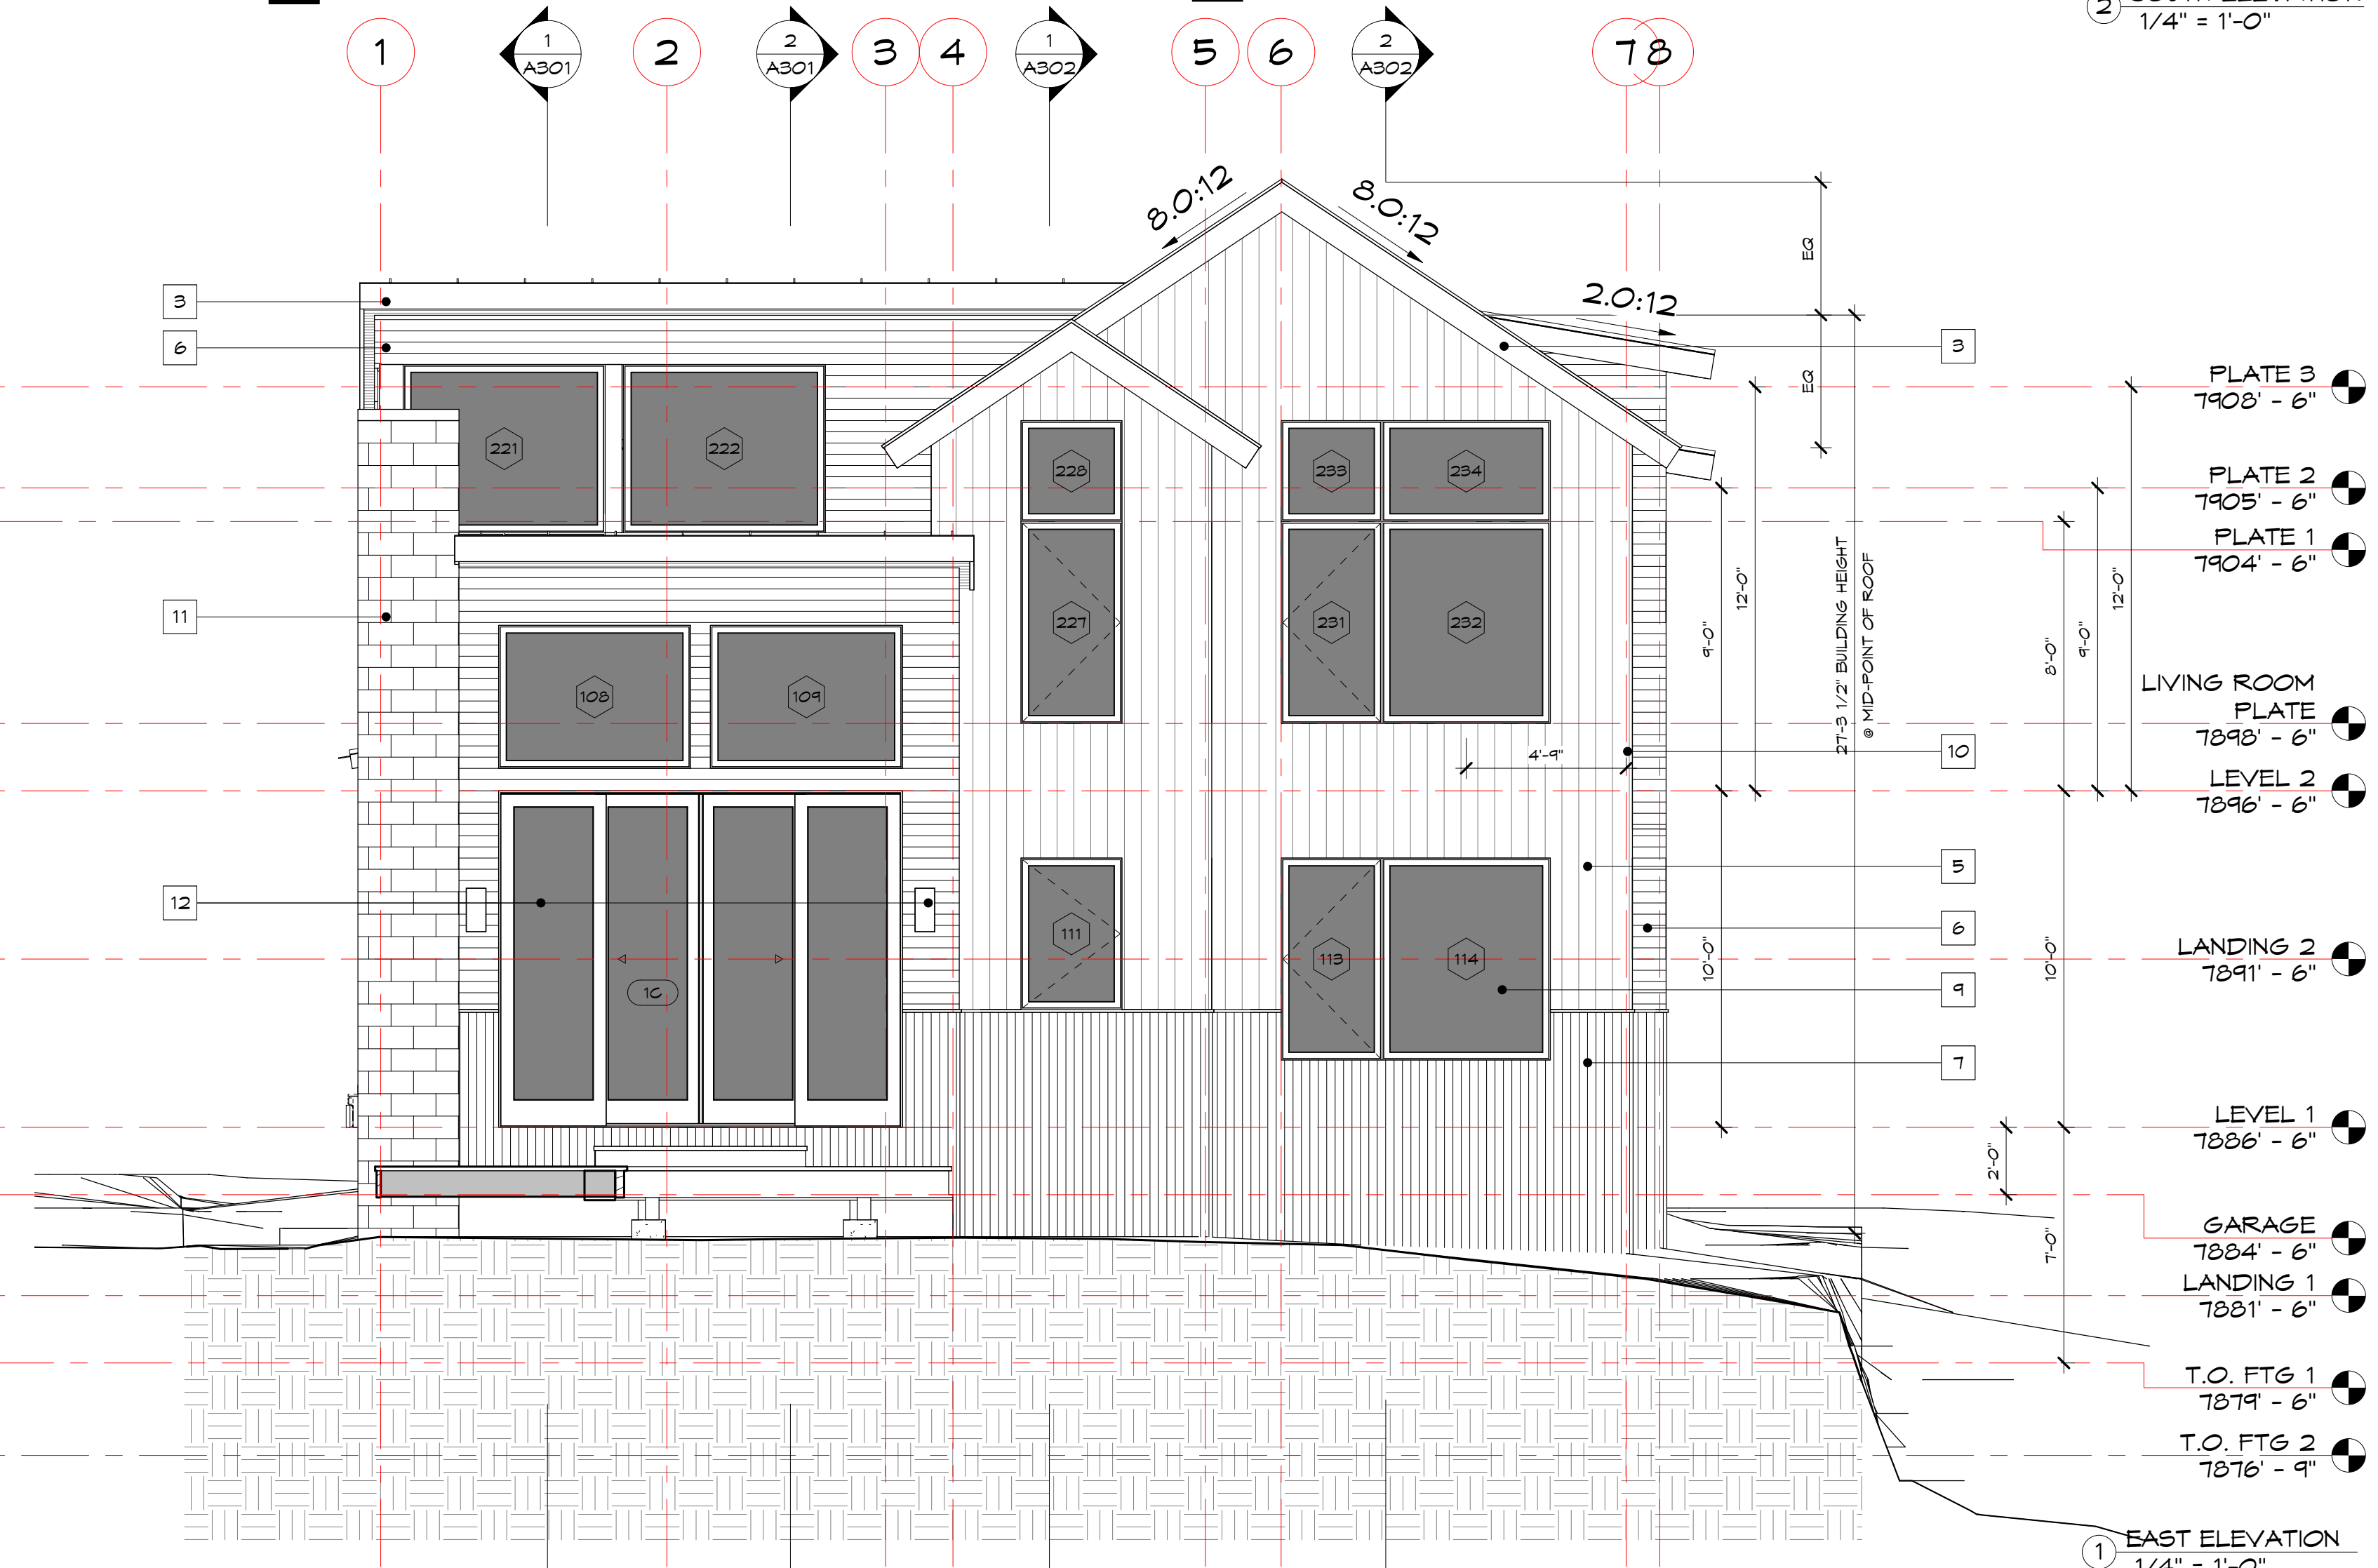 2
1/4" = 1'-0"
1
1
A301
2
2
A301
3
4
1
A302
5
6
2
A302
7
8
8.0:12
8.0:12
2.0:12
EQ
EQ
3
6
3
PLATE 3
7908' - 6"
221
222
228
233
234
PLATE 2
7905' - 6"
PLATE 1
7904' - 6"
11
227
231
232
12'-0"
9'-0"
27'-3 1/2" BUILDING HEIGHT
@ MID-POINT OF ROOF
8'-0"
9'-0"
12'-0"
108
109
LIVING ROOM
PLATE
7898' - 6"
4'-9"
10
LEVEL 2
7896' - 6"
5
12
111
113
114
6
10'-0"
10'-0"
LANDING 2
7891' - 6"
1C
9
7
LEVEL 1
7886' - 6"
2'-0"
GARAGE
7884' - 6"
7'-0"
LANDING 1
7881' - 6"
T.O. FTG 1
7879' - 6"
T.O. FTG 2
7876' - 9"
1
EAST ELEVATION
1/4" = 1'-0"